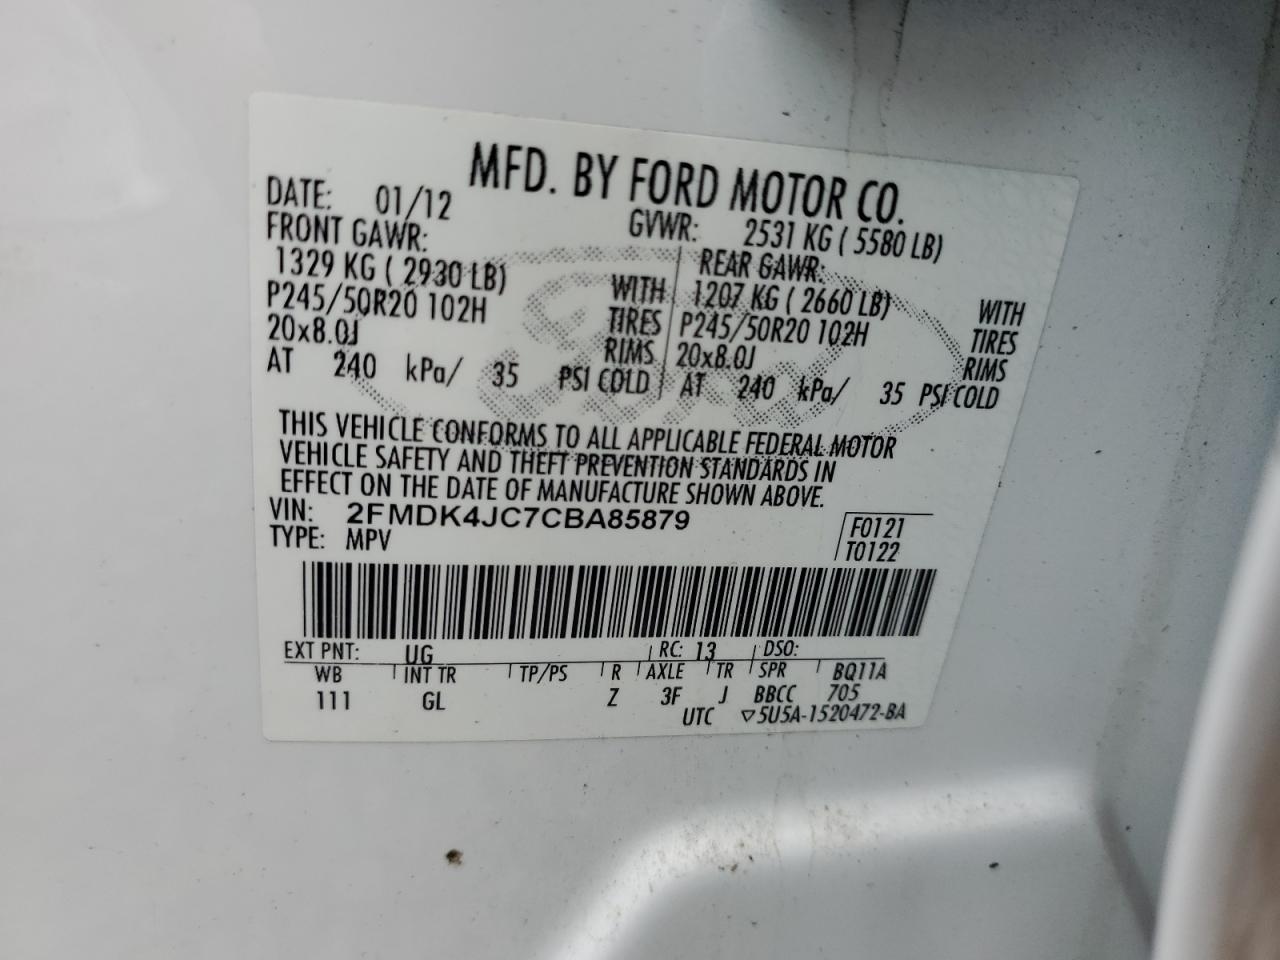 MFD. BY FORD MOTOR CO.
DATE: 01/12 GVWR: 2531 KG ( 5580 LB)
FRONT GAWR: REAR GAWR:
1329 KG ( 2930 LB) WITH 1207 KG ( 2660 LB) WITH
P245/50R20 102H TIRES P245/50R20 102H TIRES
20x8.0J RIMS 20x8.0J RIMS
AT 240 kPa/ 35 PSI COLD AT 240 kPa/ 35 PSI COLD
Ford
THIS VEHICLE CONFORMS TO ALL APPLICABLE FEDERAL MOTOR
VEHICLE SAFETY AND THEFT PREVENTION STANDARDS IN
EFFECT ON THE DATE OF MANUFACTURE SHOWN ABOVE.
VIN: 2FMDK4JC7CBA85879 F0121
TYPE: MPV T0122
EXT PNT: UG RC: 13 DSO:
WB INT TR TP/PS R AXLE TR SPR BQ11A
111 GL Z 3F J BBCC 705
UTC ▽5U5A-1520472-BA